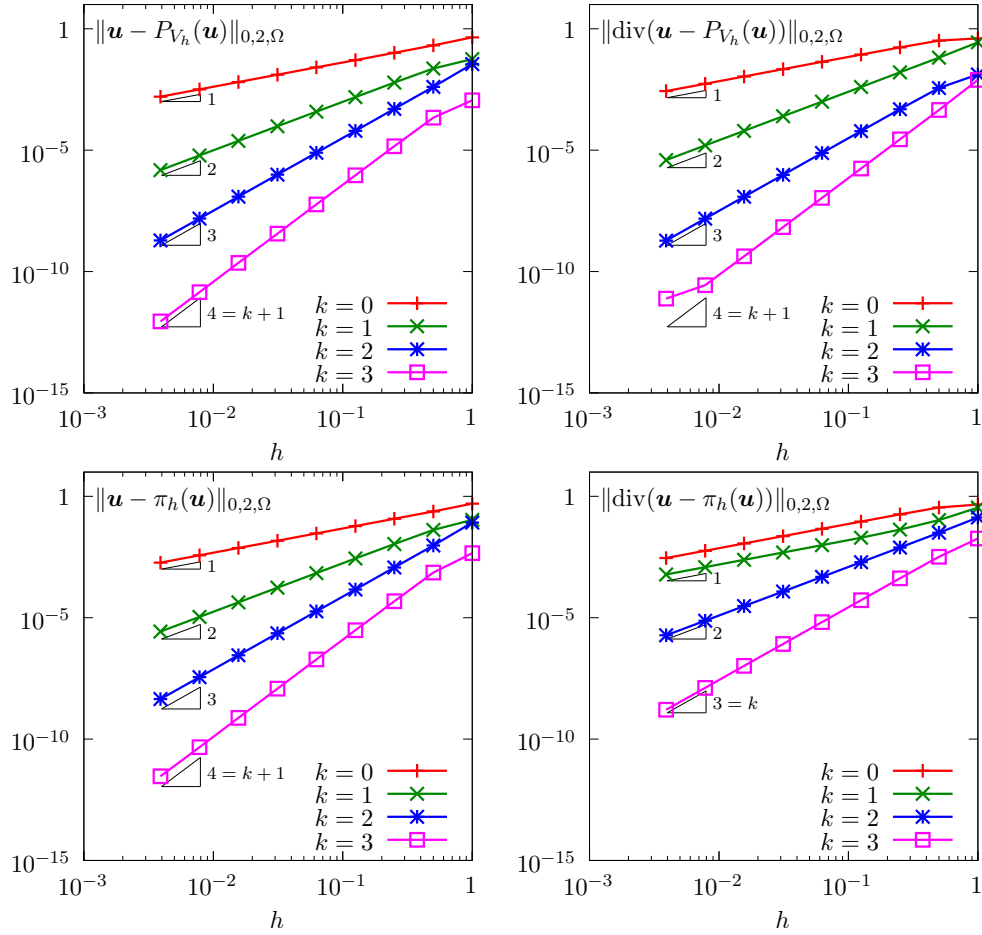 ‖𝒖 − P_{V_h}(𝒖)‖_{0,2,Ω}
1
10^{−5}
10^{−10}
10^{−15}
1
2
3
4 = k + 1
k = 0
k = 1
k = 2
k = 3
10^{−3}
10^{−2}
10^{−1}
1
h
‖div(𝒖 − P_{V_h}(𝒖))‖_{0,2,Ω}
1
10^{−5}
10^{−10}
10^{−15}
1
2
3
4 = k + 1
k = 0
k = 1
k = 2
k = 3
10^{−3}
10^{−2}
10^{−1}
1
h
‖𝒖 − π_h(𝒖)‖_{0,2,Ω}
1
10^{−5}
10^{−10}
10^{−15}
1
2
3
4 = k + 1
k = 0
k = 1
k = 2
k = 3
10^{−3}
10^{−2}
10^{−1}
1
h
‖div(𝒖 − π_h(𝒖))‖_{0,2,Ω}
1
10^{−5}
10^{−10}
10^{−15}
1
2
3 = k
k = 0
k = 1
k = 2
k = 3
10^{−3}
10^{−2}
10^{−1}
1
h